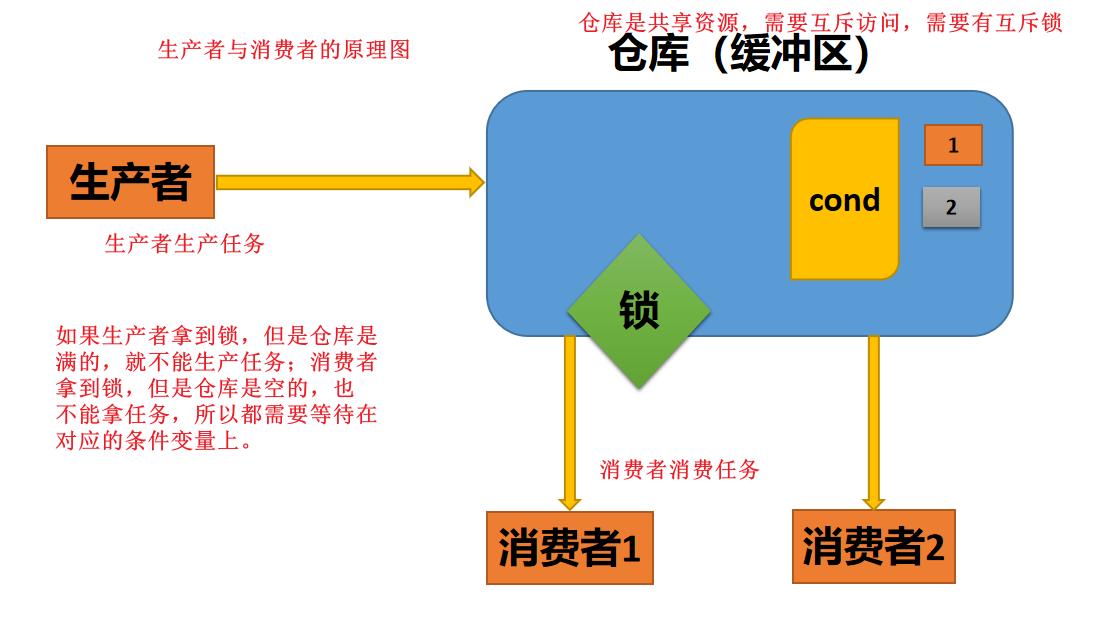 仓库是共享资源，需要互斥访问，需要有互斥锁
生产者与消费者的原理图
仓库（缓冲区）
生产者
cond
1
2
生产者生产任务
锁
如果生产者拿到锁，但是仓库是
满的，就不能生产任务；消费者
拿到锁，但是仓库是空的，也
不能拿任务，所以都需要等待在
对应的条件变量上。
消费者消费任务
消费者1
消费者2